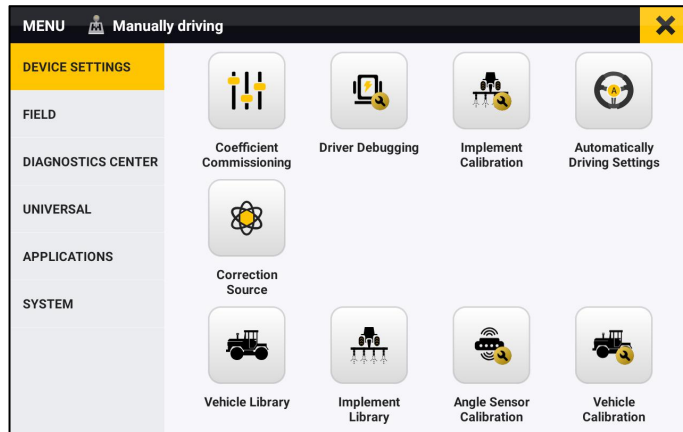 MENU Manually driving
DEVICE SETTINGS
FIELD
DIAGNOSTICS CENTER
UNIVERSAL
APPLICATIONS
SYSTEM
Coefficient
Commissioning
Driver Debugging
Implement
Calibration
A
Automatically
Driving Settings
Correction
Source
Vehicle Library
Implement
Library
Angle Sensor
Calibration
Vehicle
Calibration